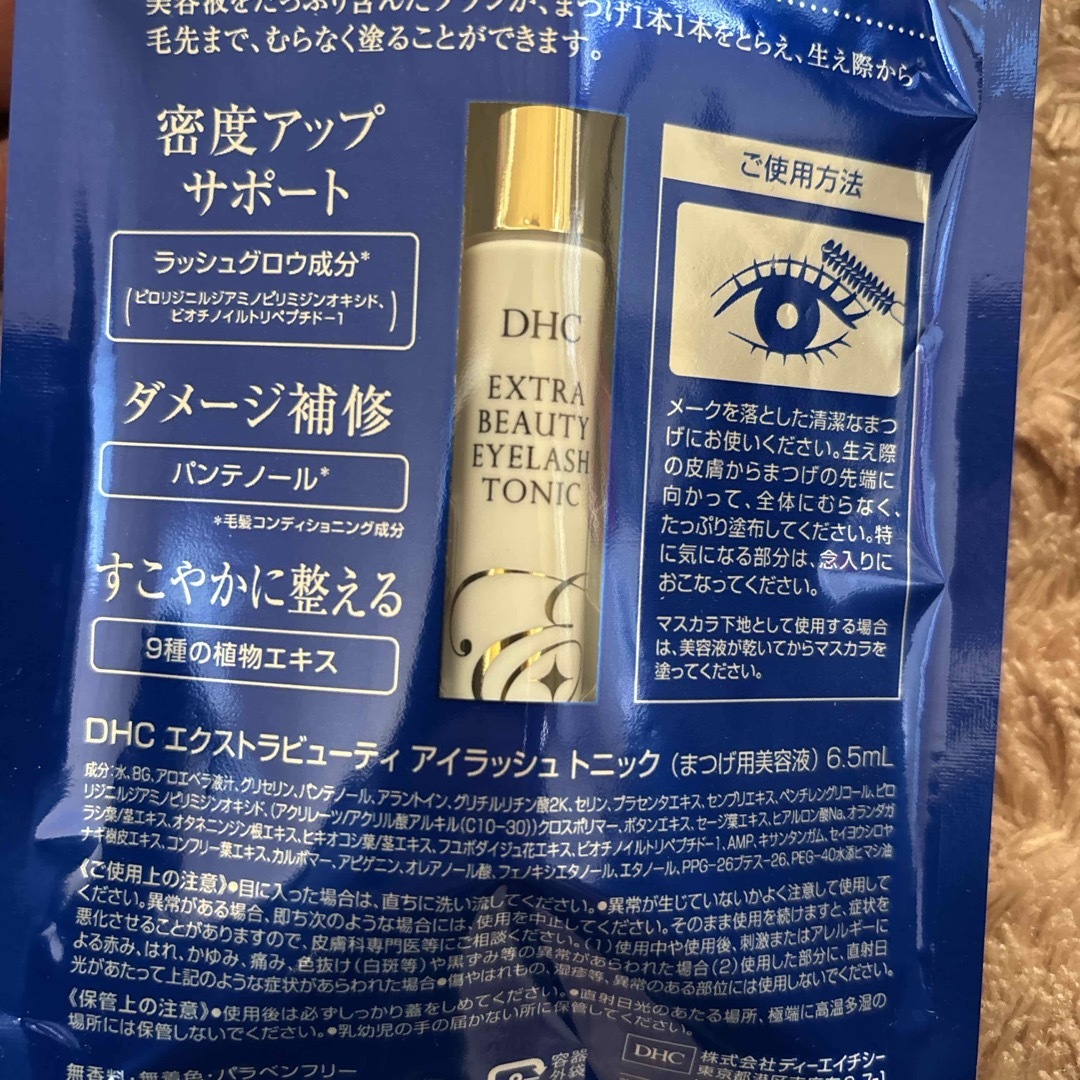 美容液をたっぷり含んだブラシが、まつげ1本1本をとらえ、生え際から
毛先まで、むらなく塗ることができます。
密度アップ
サポート
ラッシュグロウ成分*
(ピロリジニルジアミノピリミジンオキシド、
ビオチノイルトリペプチド-1)
ダメージ補修
パンテノール*
*毛髪コンディショニング成分
すこやかに整える
9種の植物エキス
DHC
EXTRA
BEAUTY
EYELASH
TONIC
ご使用方法
メークを落とした清潔なまつ
げにお使いください。生え際
の皮膚からまつげの先端に
向かって、全体にむらなく、
たっぷり塗布してください。特
に気になる部分は、念入りに
おこなってください。
マスカラ下地として使用する場合
は、美容液が乾いてからマスカラを
塗ってください。
DHC エクストラビューティ アイラッシュ トニック (まつげ用美容液) 6.5mL
成分:水、BG、アロエベラ液汁、グリセリン、パンテノール、アラントイン、グリチルリチン酸2K、セリン、プラセンタエキス、センブリエキス、ペンチレングリコール、ピロ
リジニルジアミノピリミジンオキシド、(アクリレーツ/アクリル酸アルキル(C10-30))クロスポリマー、ボタンエキス、セージ葉エキス、ヒアルロン酸Na、オランダガ
ラシ葉/茎エキス、オタネニンジン根エキス、ヒキオコシ葉/茎エキス、フユボダイジュ花エキス、ビオチノイルトリペプチド-1、AMP、キサンタンガム、セイヨウシロヤ
ナギ樹皮エキス、コンフリー葉エキス、カルボマー、アピゲニン、オレアノール酸、フェノキシエタノール、エタノール、PPG-26ブテス-26、PEG-40水添ヒマシ油
《ご使用上の注意》●目に入った場合は、直ちに洗い流してください。●異常が生じていないかよく注意して使用して
ください。異常がある場合、即ち次のような場合には、使用を中止してください。そのまま使用を続けますと、症状を
悪化させることがありますので、皮膚科専門医等にご相談ください。(1)使用中や使用後、刺激またはアレルギーに
よる赤み、はれ、かゆみ、痛み、色抜け(白斑等)や黒ずみ等の異常があらわれた場合(2)使用した部分に、直射日
光があたって上記のような症状があらわれた場合●傷やはれもの、湿疹等、異常のある部位には使用しないでください。
《保管上の注意》●使用後は必ずしっかり蓋をしめてください。●直射日光のあたる場所、極端に高温多湿の
場所には保管しないでください。●乳幼児の手の届かない所に保管してください。
無香料・無着色・パラベンフリー
容器
外袋
DHC
株式会社ディーエイチシー
東京都港区南麻布2-7-1